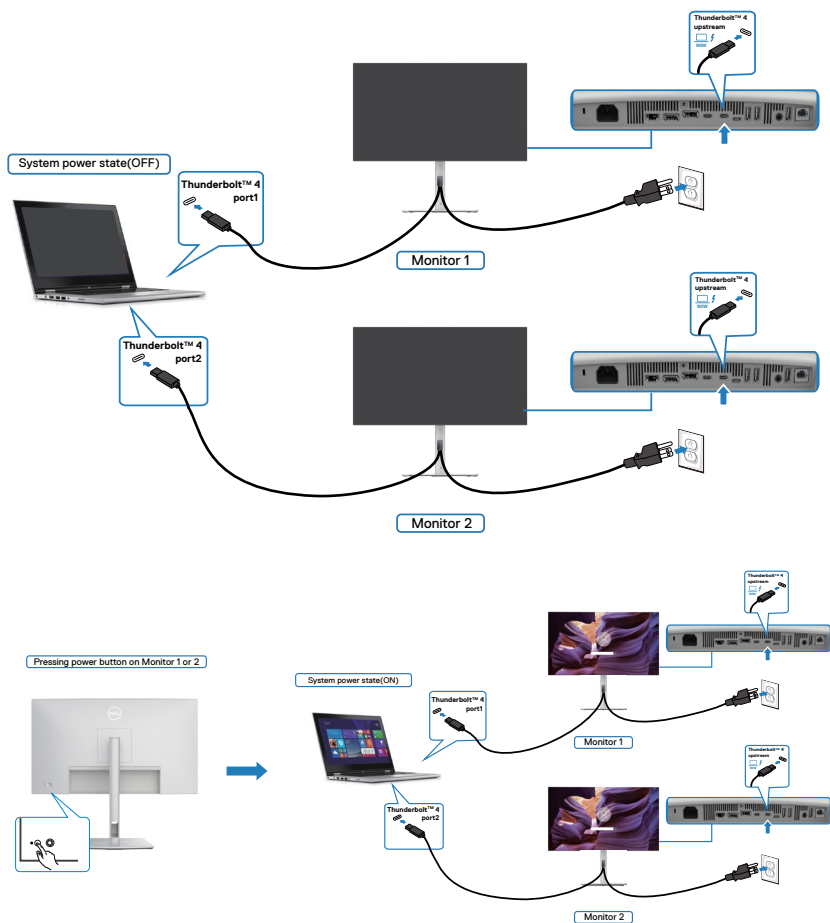 Thunderbolt™ 4
upstream
90W
System power state(OFF)
Thunderbolt™ 4
port1
Monitor 1
Thunderbolt™ 4
upstream
90W
Thunderbolt™ 4
port2
Monitor 2
Pressing power button on Monitor 1 or 2
DELL
System power state(ON)
Thunderbolt™ 4
port1
Thunderbolt™ 4
upstream
Monitor 1
Thunderbolt™ 4
port2
Thunderbolt™ 4
upstream
Monitor 2